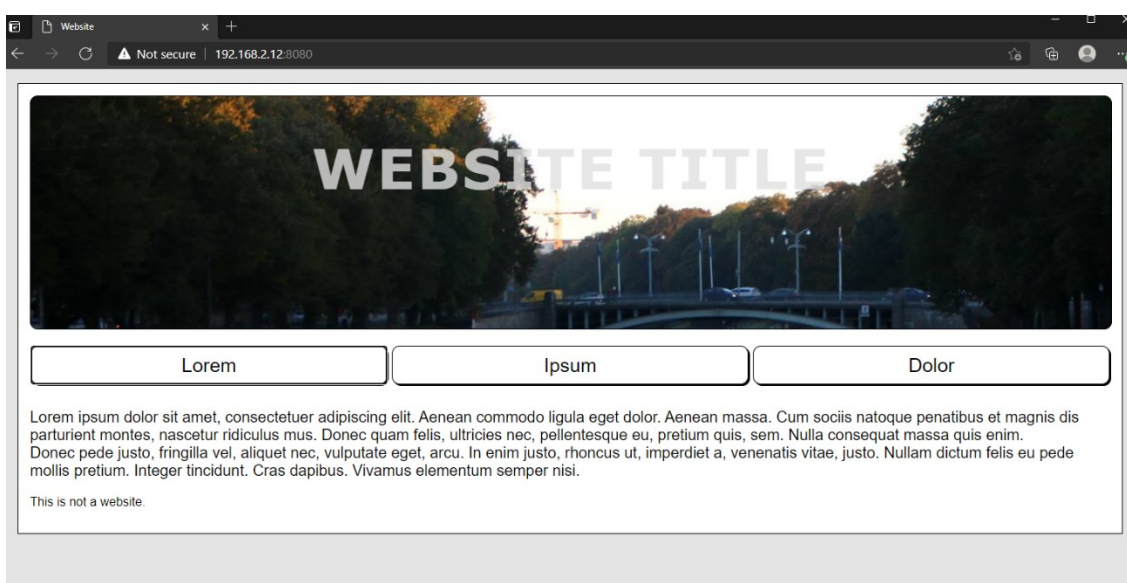 Website
Not secure 192.168.2.12:8080
WEBSITE TITLE
Lorem Ipsum Dolor
Lorem ipsum dolor sit amet, consectetuer adipiscing elit. Aenean commodo ligula eget dolor. Aenean massa. Cum sociis natoque penatibus et magnis dis
parturient montes, nascetur ridiculus mus. Donec quam felis, ultricies nec, pellentesque eu, pretium quis, sem. Nulla consequat massa quis enim.
Donec pede justo, fringilla vel, aliquet nec, vulputate eget, arcu. In enim justo, rhoncus ut, imperdiet a, venenatis vitae, justo. Nullam dictum felis eu pede
mollis pretium. Integer tincidunt. Cras dapibus. Vivamus elementum semper nisi.
This is not a website.